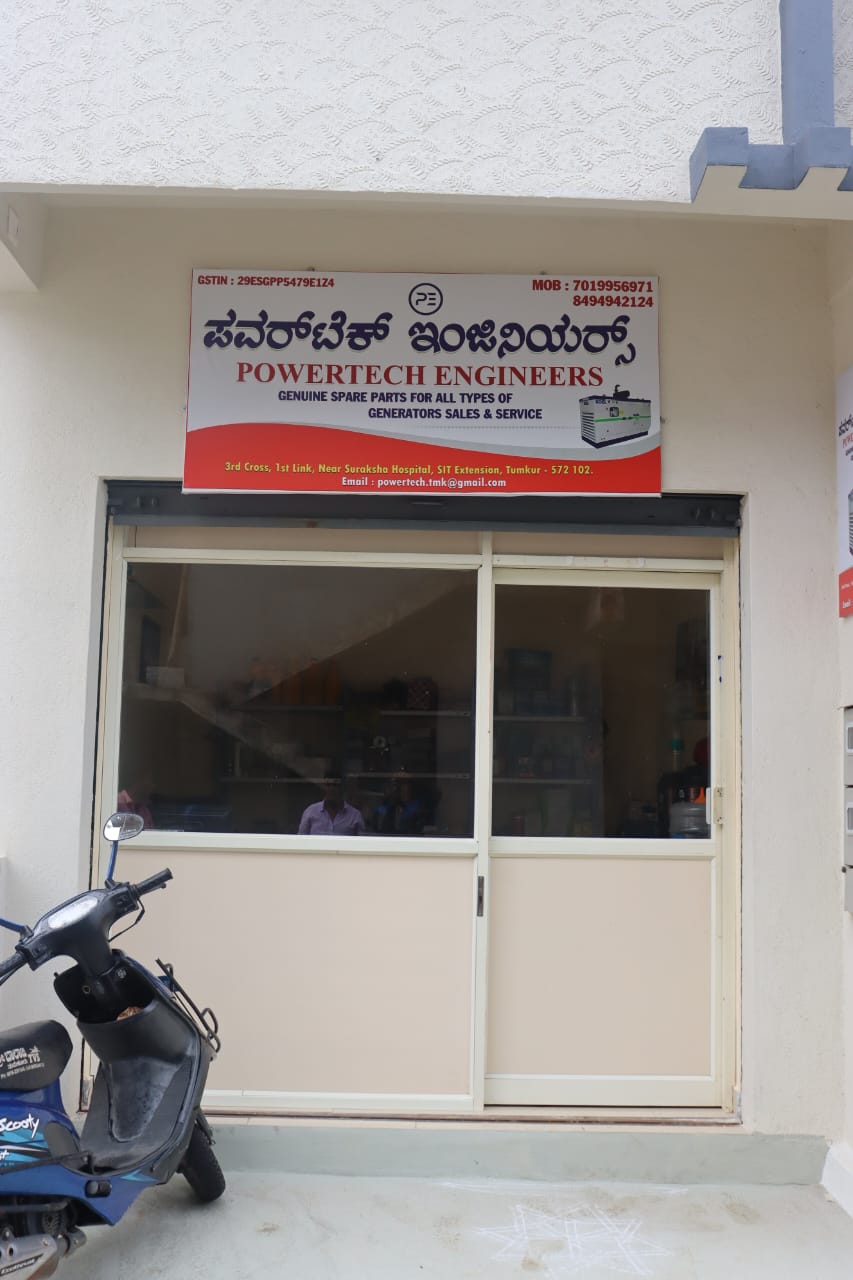 GSTIN : 29ESGPP5479E1Z4
MOB : 7019956971
8494942124
PE
ಪವರ್‌ಟೆಕ್ ಇಂಜಿನಿಯರ್ಸ್
POWERTECH ENGINEERS
GENUINE SPARE PARTS FOR ALL TYPES OF
GENERATORS SALES & SERVICE
3rd Cross, 1st Link, Near Suraksha Hospital, SIT Extension, Tumkur - 572 102.
Email : powertech.tmk@gmail.com
Email
TVS
Scooty